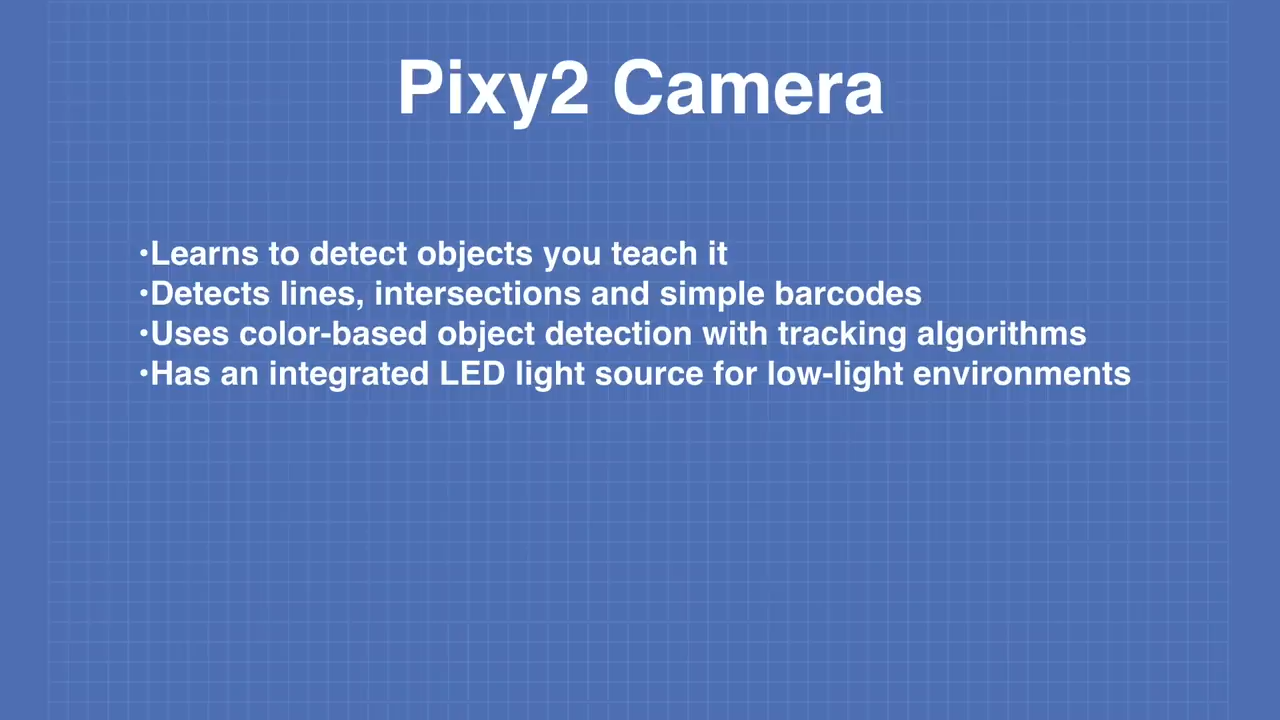 Pixy2 Camera
•Learns to detect objects you teach it
•Detects lines, intersections and simple barcodes
•Uses color-based object detection with tracking algorithms
•Has an integrated LED light source for low-light environments